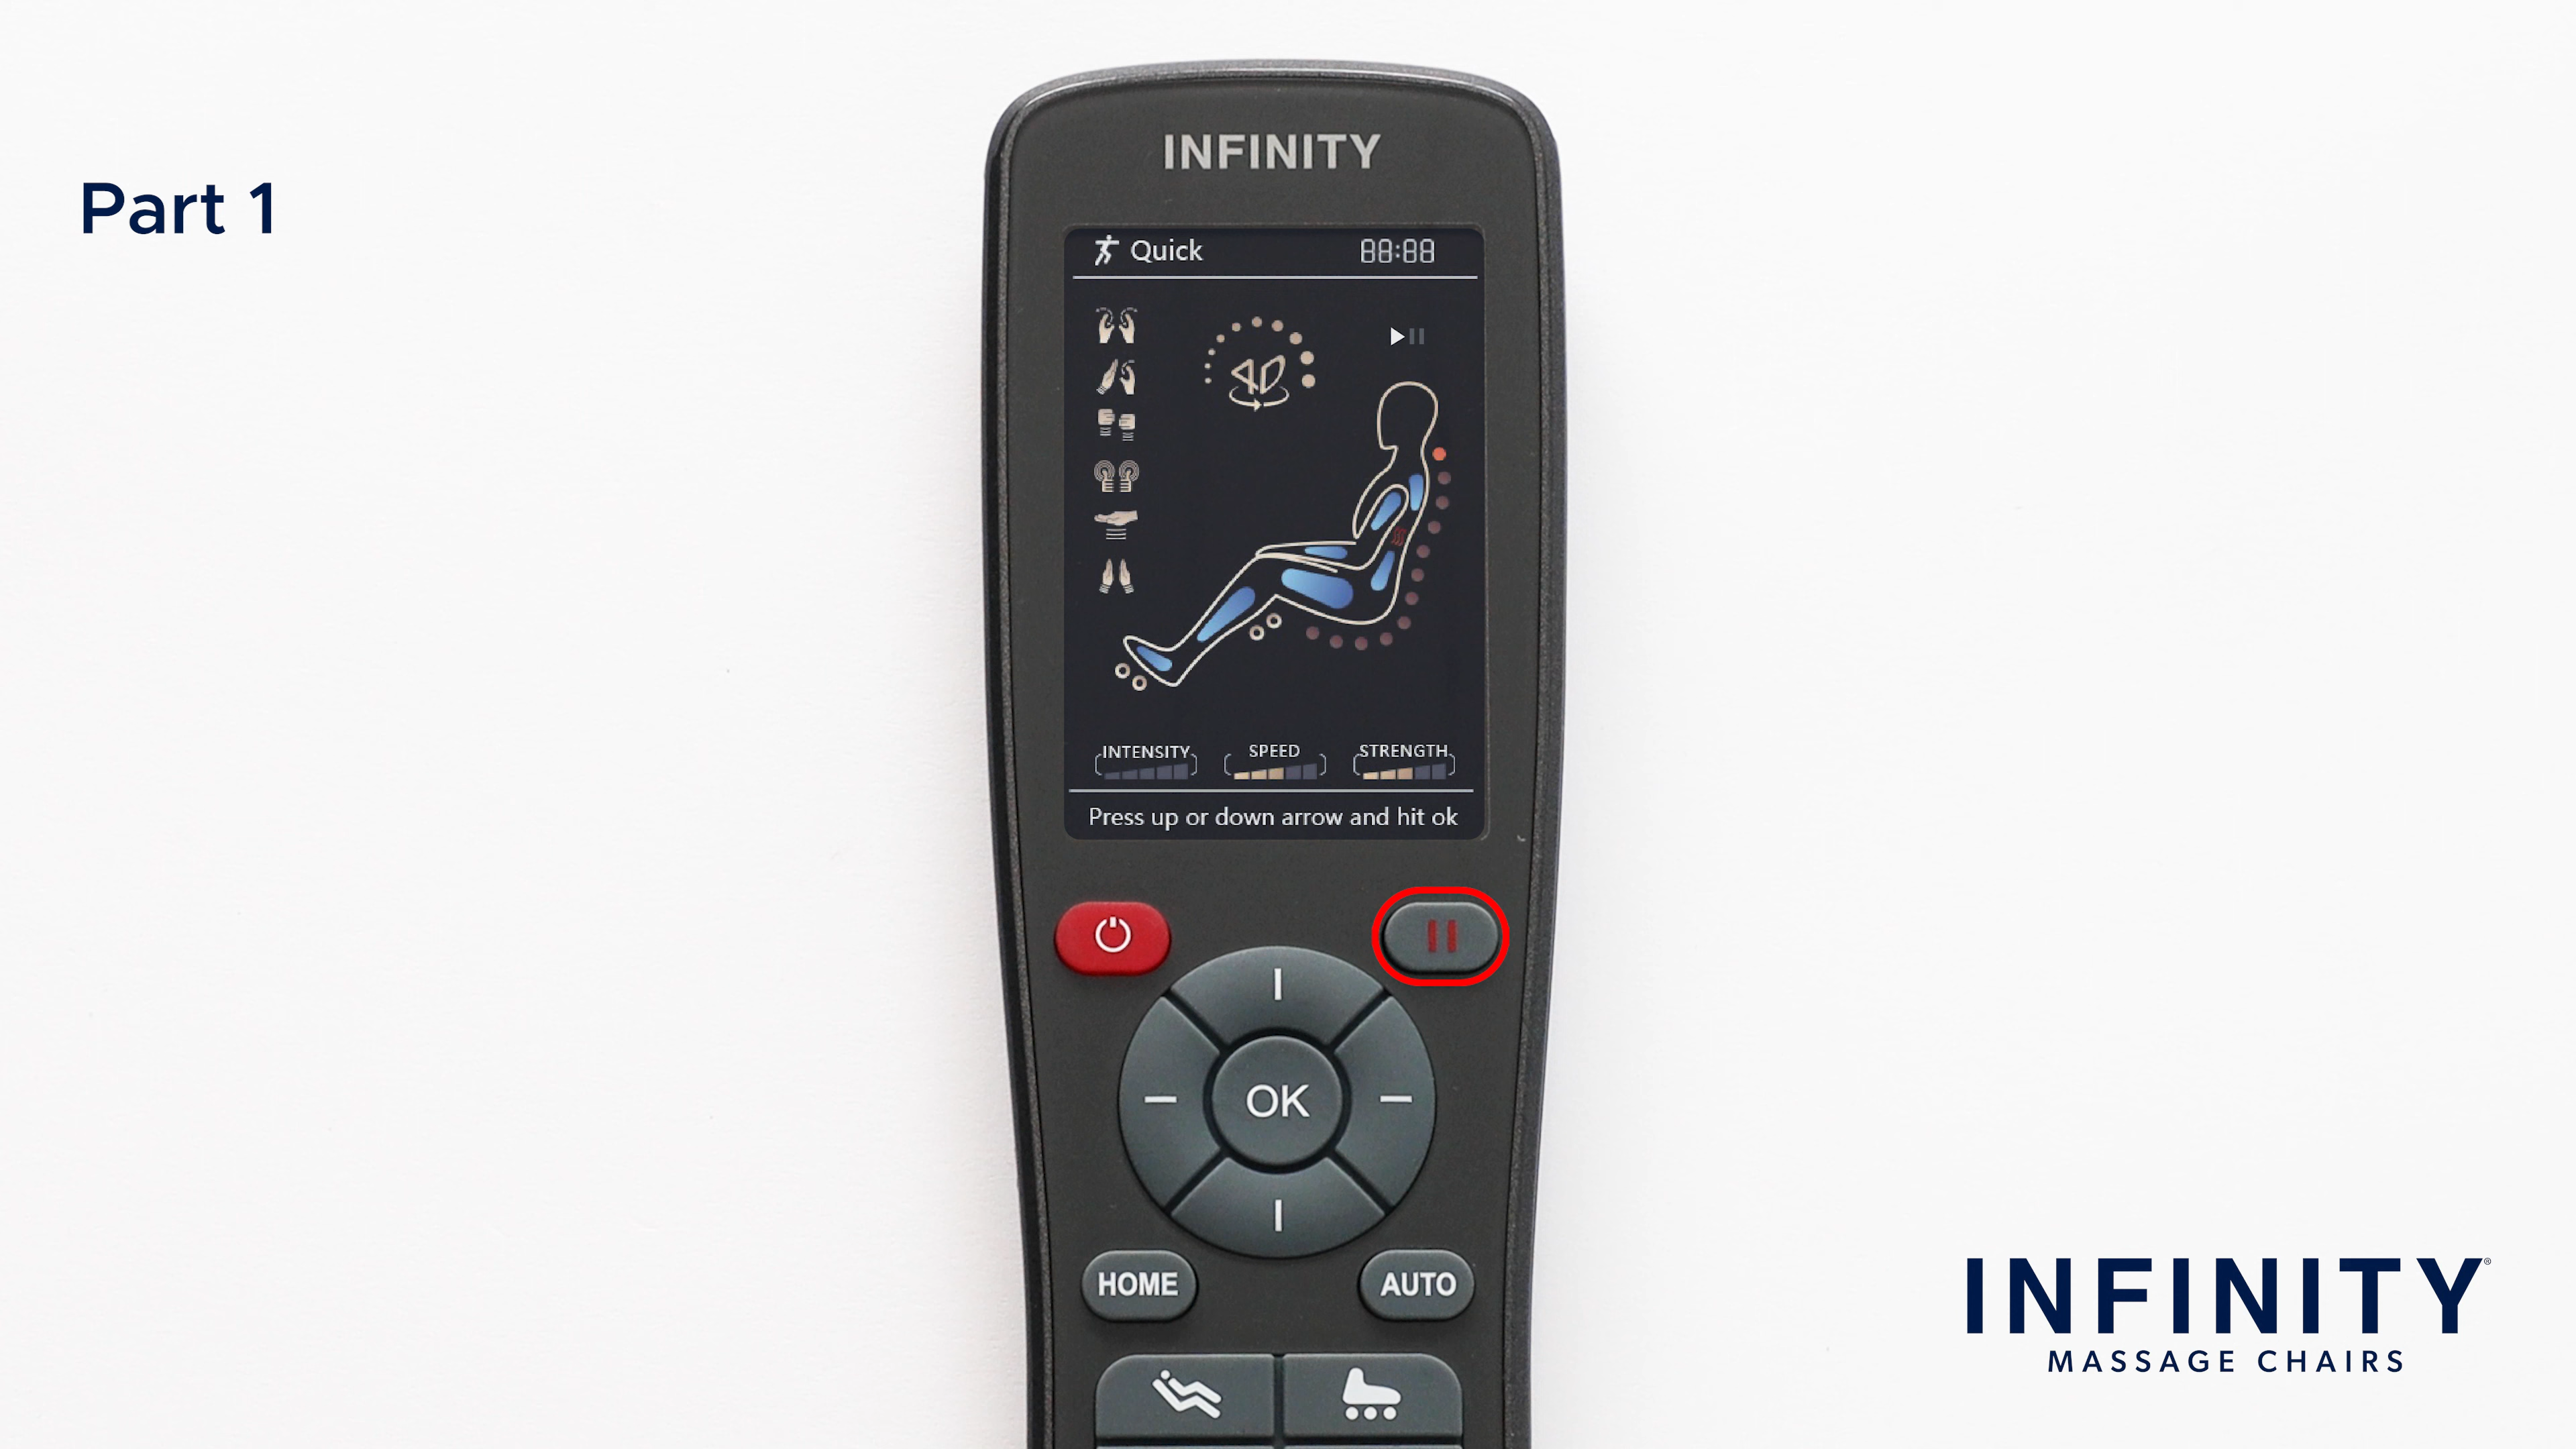 Part 1
INFINITY
Quick 88:88
4D
INTENSITY SPEED STRENGTH
Press up or down arrow and hit ok
OK
HOME AUTO
INFINITY®
MASSAGE CHAIRS